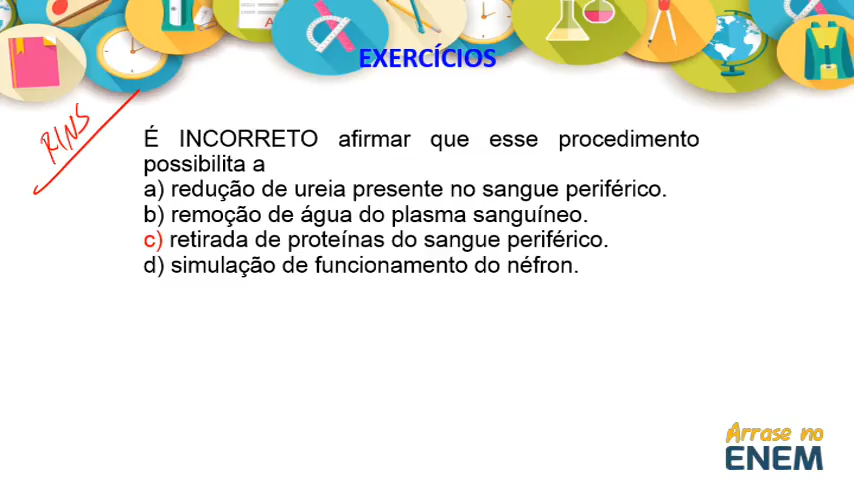 EXERCÍCIOS
RINS
É INCORRETO afirmar que esse procedimento
possibilita a
a) redução de ureia presente no sangue periférico.
b) remoção de água do plasma sanguíneo.
c) retirada de proteínas do sangue periférico.
d) simulação de funcionamento do néfron.
Arrase no
ENEM